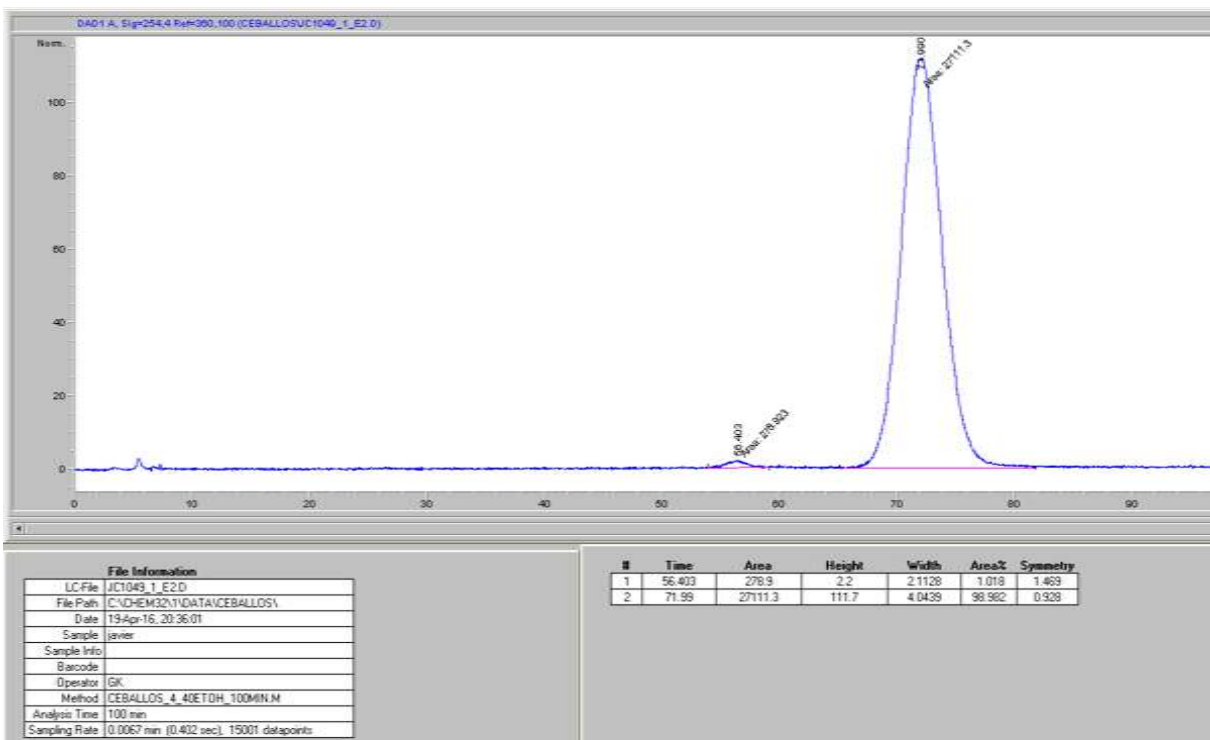 DAD1 A, Sig=254,4 Ref=360,100 (CEBALLOS\JC1049_1_E2.D)
Norm.
100
80
60
40
20
0
56.403
Area: 278.923
Area: 27111.3
0 10 20 30 40 50 60 70 80 90
File Information
LC-File JC1049_1_E2.D
File Path C:\CHEM32\1\DATA\CEBALLOS\
Date 19-Apr-16, 20:36:01
Sample javier
Sample Info
Barcode
Operator GK
Method CEBALLOS_4_40ETOH_100MIN.M
Analysis Time 100 min
Sampling Rate 0.0067 min (0.402 sec), 15001 datapoints
# Time Area Height Width Area% Symmetry
1 56.403 278.9 2.2 2.1128 1.018 1.469
2 71.99 27111.3 111.7 4.0439 98.982 0.928